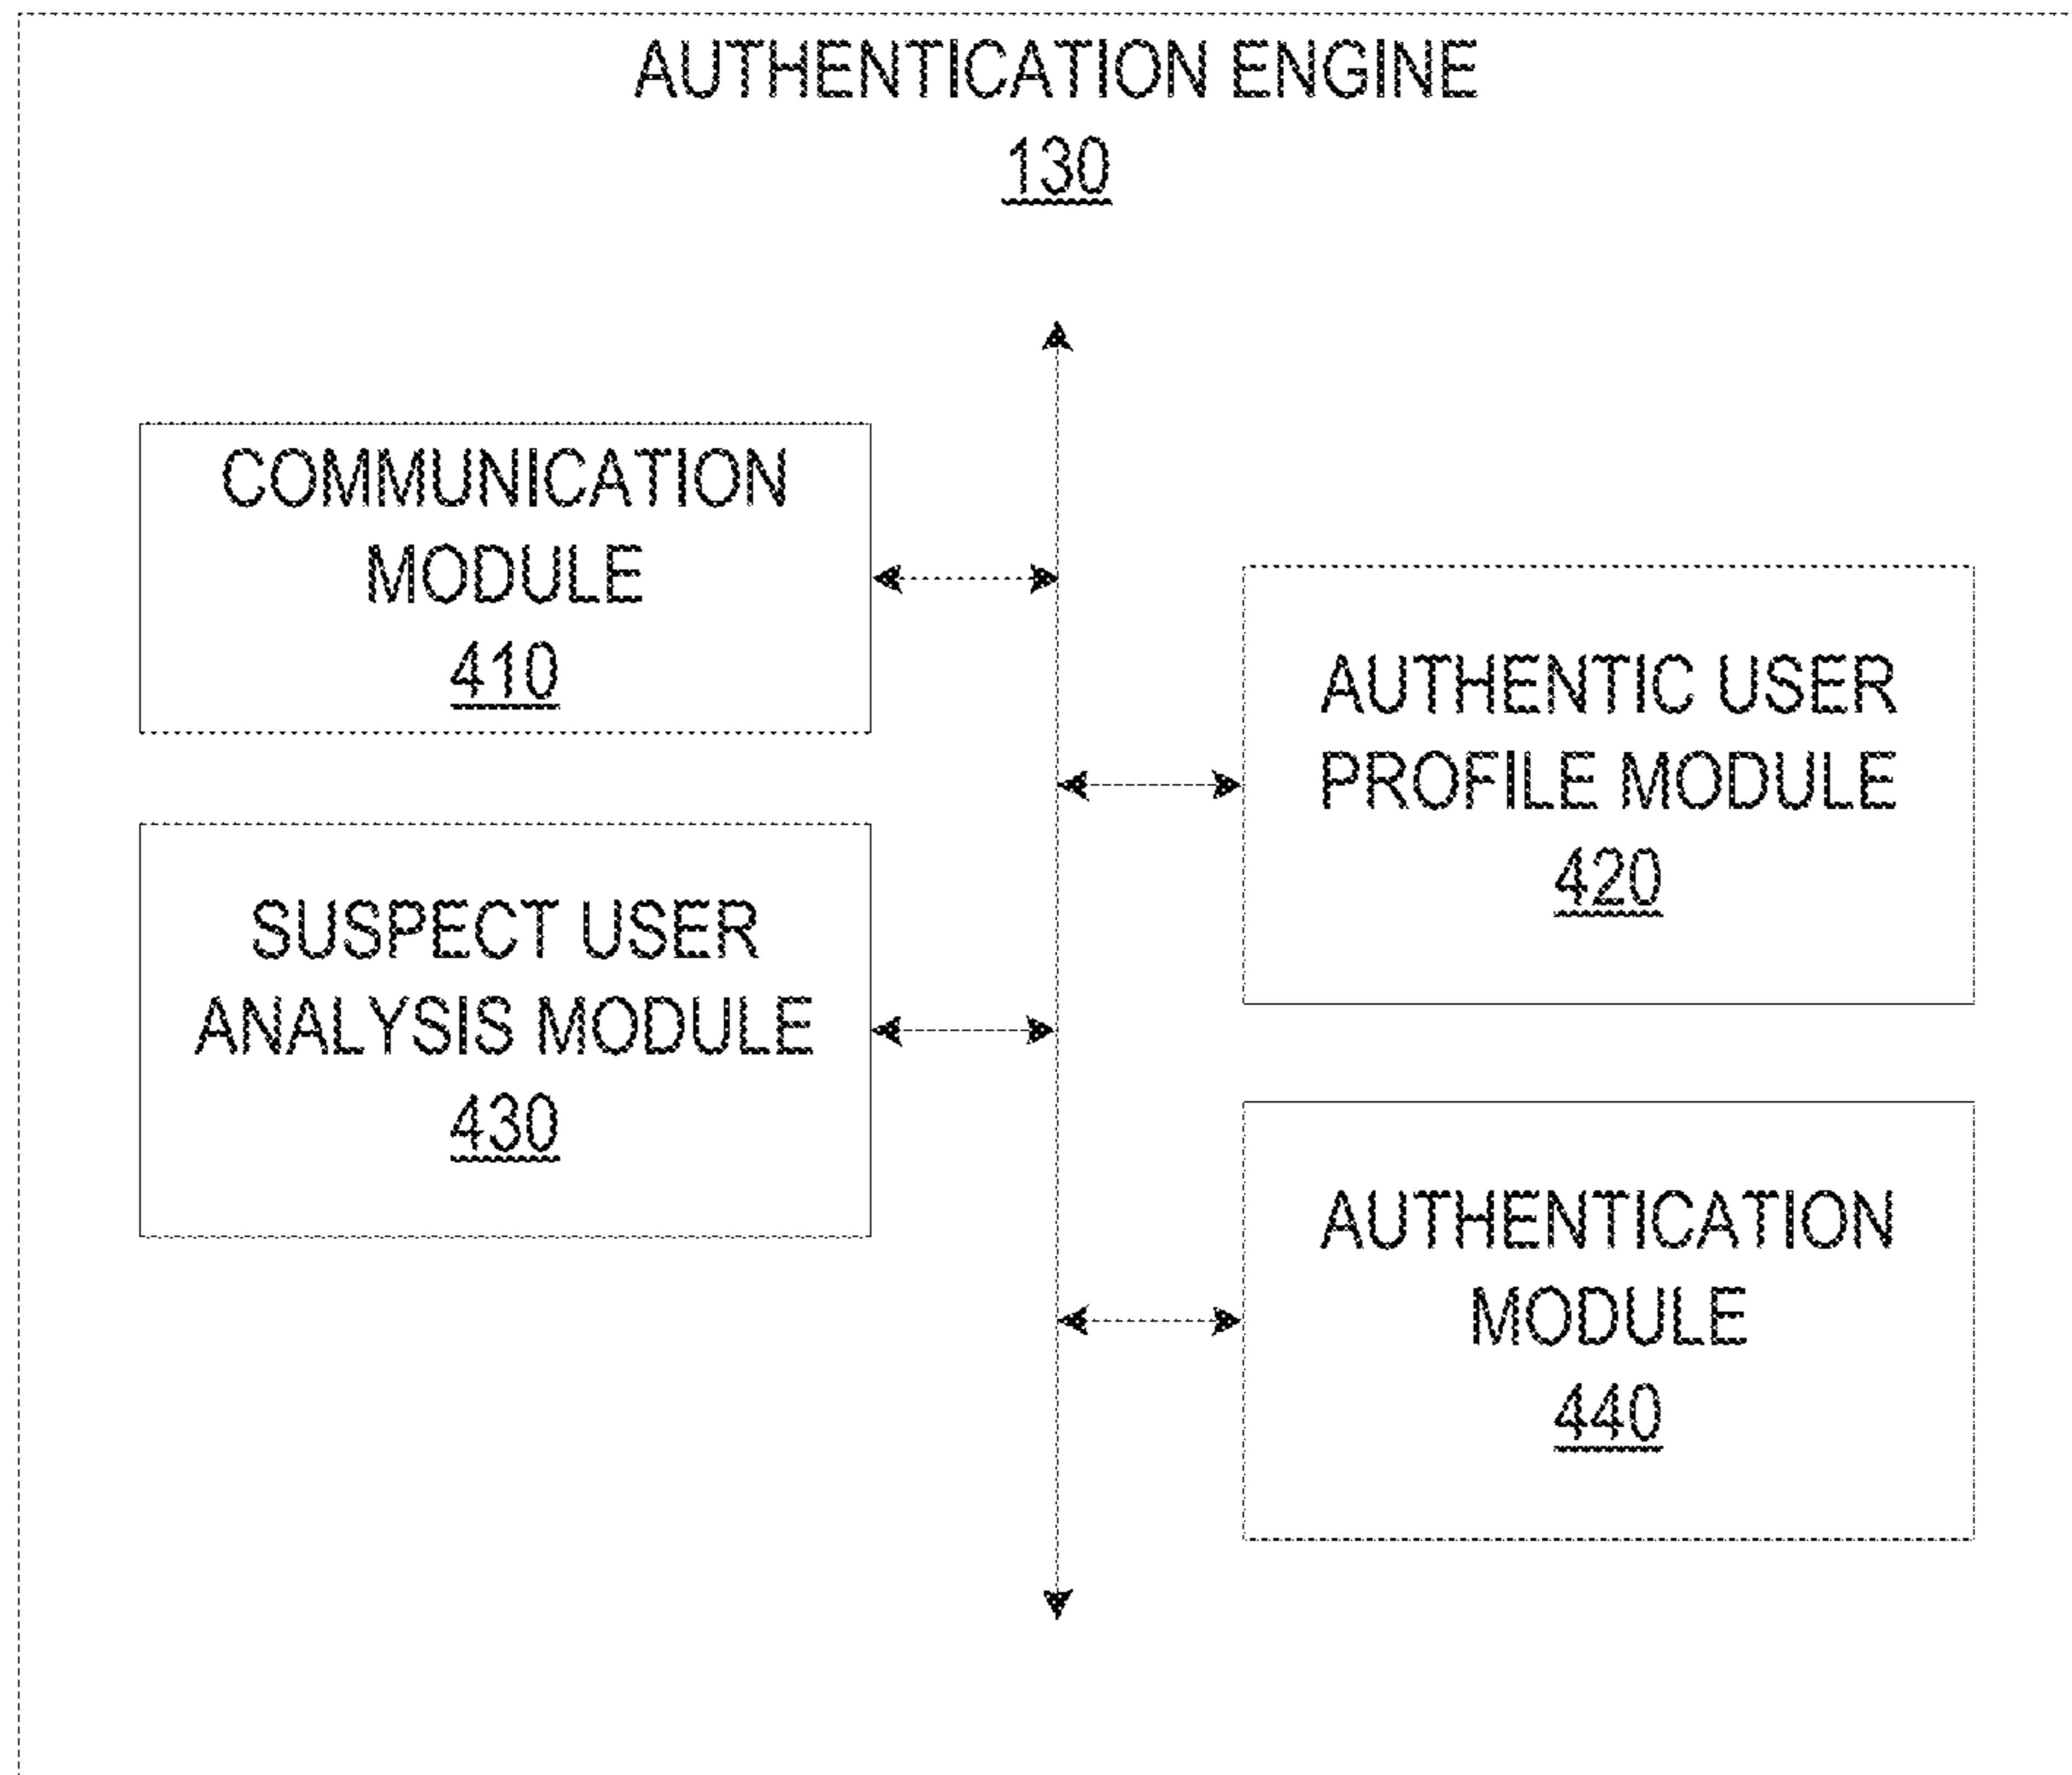 AUTHENTICATION ENGINE
130
COMMUNICATION
MODULE
410
AUTHENTIC USER
PROFILE MODULE
420
SUSPECT USER
ANALYSIS MODULE
430
AUTHENTICATION
MODULE
440